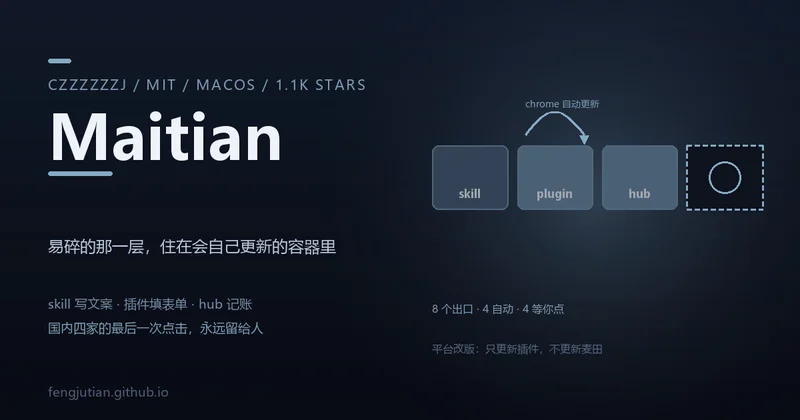 CZZZZZZJ / MIT / MACOS / 1.1K STARS
Maitian
易碎的那一层，住在会自己更新的容器里
skill 写文案 · 插件填表单 · hub 记账
国内四家的最后一次点击，永远留给人
fengjutian.github.io
chrome 自动更新
skill
plugin
hub
8 个出口 · 4 自动 · 4 等你点
平台改版：只更新插件，不更新麦田